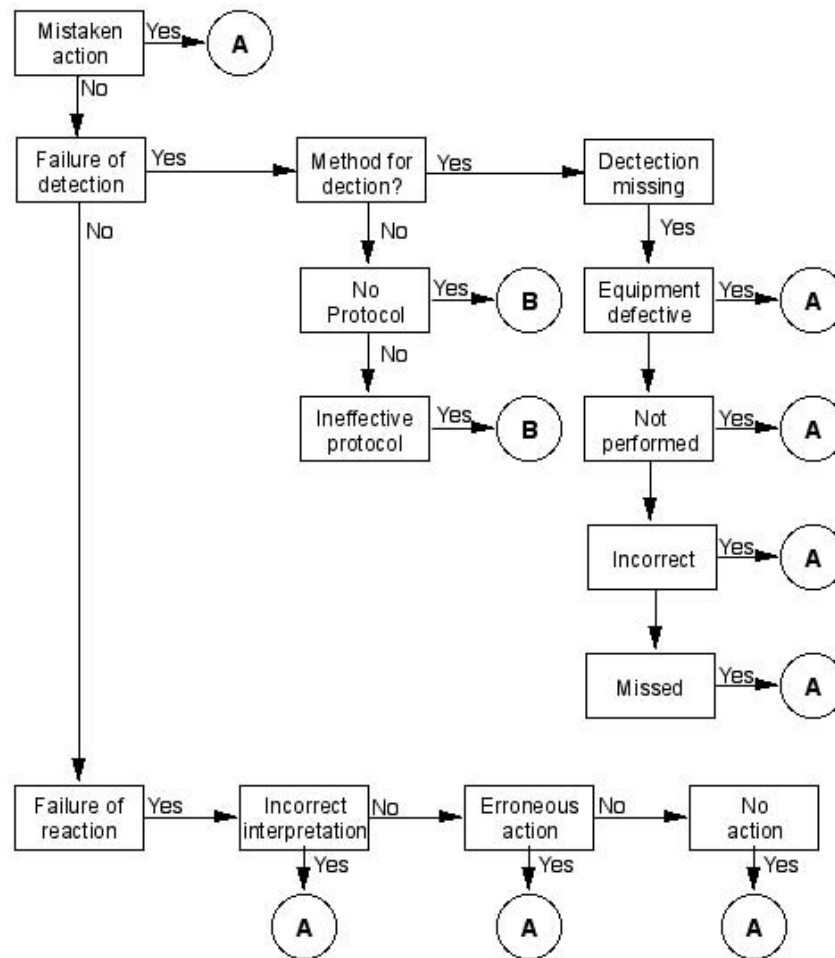 Mistaken
action
Yes
A
No
Failure of
detection
Yes
Method for
dection?
Yes
Dectection
missing
No
No
Yes
No
Protocol
Yes
B
Equipment
defective
Yes
A
No
Ineffective
protocol
Yes
B
Not
performed
Yes
A
Incorrect
Yes
A
Missed
Yes
A
Failure of
reaction
Yes
Incorrect
interpretation
No
Erroneous
action
No
No
action
Yes
Yes
Yes
A
A
A